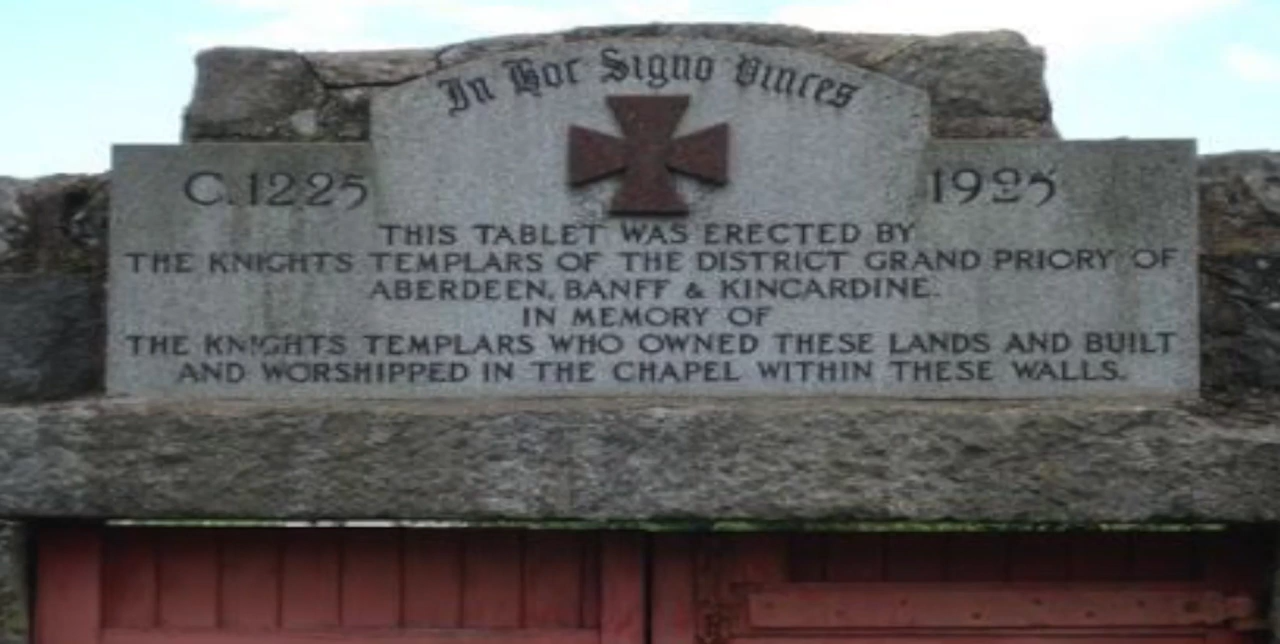 In Hoc Signo Vinces
C.1225 1925
THIS TABLET WAS ERECTED BY
THE KNIGHTS TEMPLARS OF THE DISTRICT GRAND PRIORY OF
ABERDEEN, BANFF & KINCARDINE.
IN MEMORY OF
THE KNIGHTS TEMPLARS WHO OWNED THESE LANDS AND BUILT
AND WORSHIPPED IN THE CHAPEL WITHIN THESE WALLS.